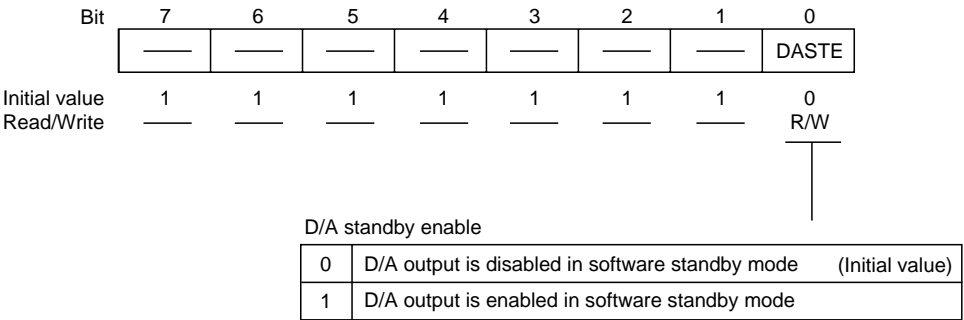 Bit 7 6 5 4 3 2 1 0
— — — — — — — DASTE
Initial value 1 1 1 1 1 1 1 0
Read/Write — — — — — — — R/W
D/A standby enable
0 D/A output is disabled in software standby mode (Initial value)
1 D/A output is enabled in software standby mode